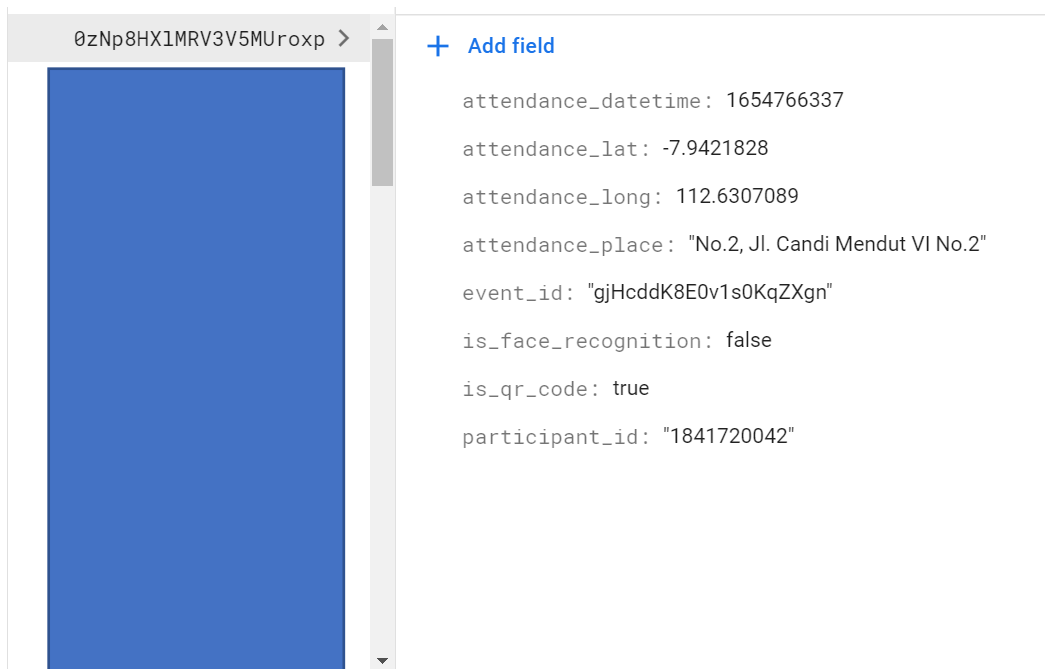 0zNp8HXlMRV3V5MUroxp
Add field
attendance_datetime: 1654766337
attendance_lat: -7.9421828
attendance_long: 112.6307089
attendance_place: "No.2, Jl. Candi Mendut VI No.2"
event_id: "gjHcddK8E0v1s0KqZXgn"
is_face_recognition: false
is_qr_code: true
participant_id: "1841720042"